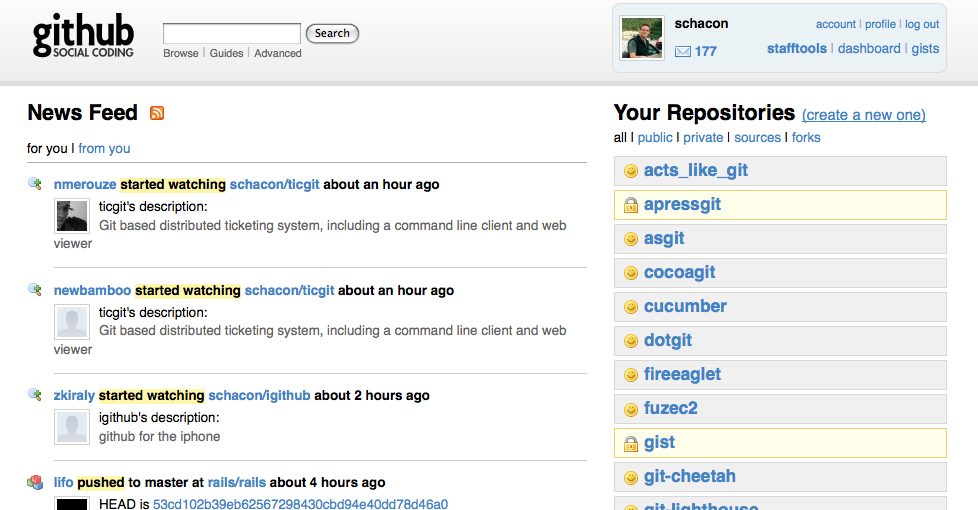 github
SOCIAL CODING
Search
Browse | Guides | Advanced
schacon
account | profile | log out
177
stafftools | dashboard | gists
News Feed
for you | from you
nmerouze started watching schacon/ticgit about an hour ago
ticgit's description:
Git based distributed ticketing system, including a command line client and web
viewer
newbamboo started watching schacon/ticgit about an hour ago
ticgit's description:
Git based distributed ticketing system, including a command line client and web
viewer
zkiraly started watching schacon/igithub about 2 hours ago
igithub's description:
github for the iphone
lifo pushed to master at rails/rails about 4 hours ago
HEAD is 53cd102b39eb62567298430cbd94e40dd78d46a0
Your Repositories (create a new one)
all | public | private | sources | forks
acts_like_git
apressgit
asgit
cocoagit
cucumber
dotgit
fireeaglet
fuzec2
gist
git-cheetah
git-lighthouse